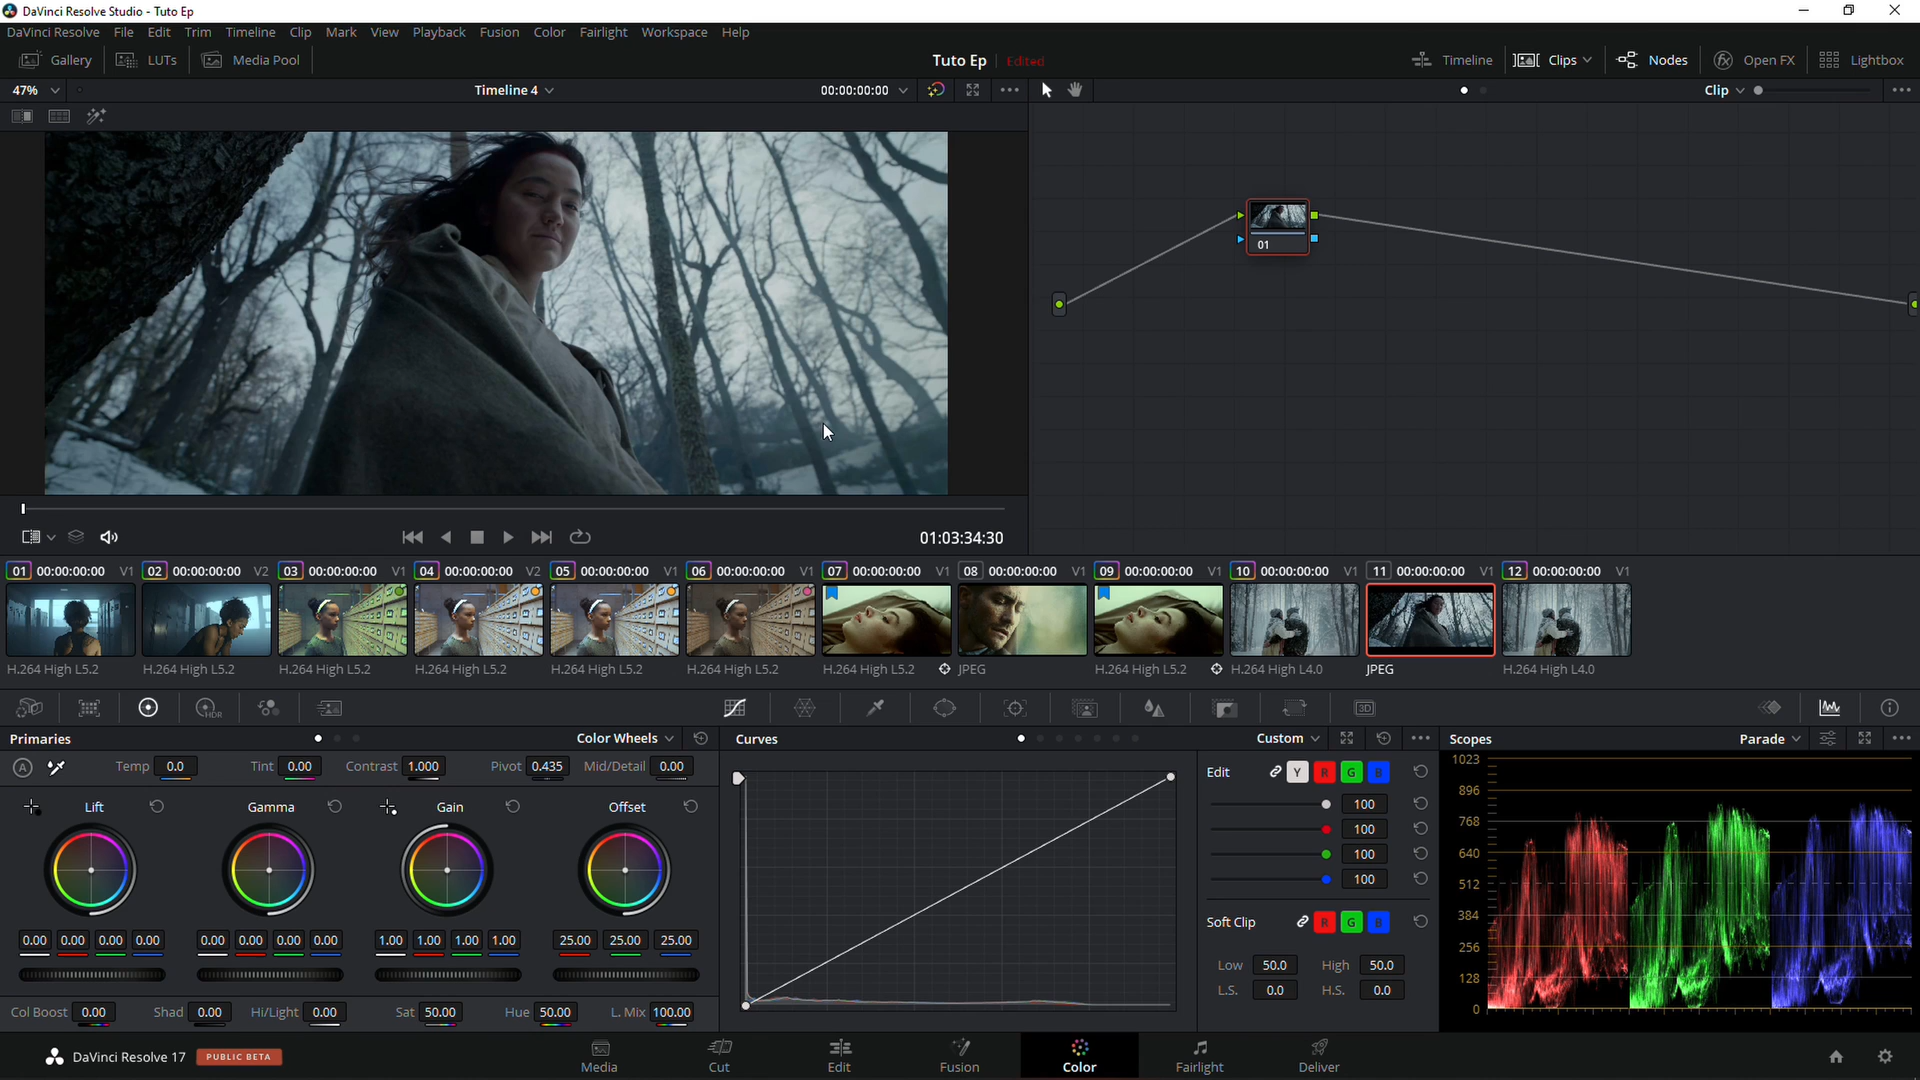 DaVinci Resolve Studio - Tuto Ep
DaVinci Resolve File Edit Trim Timeline Clip Mark View Playback Fusion Color Fairlight Workspace Help
Gallery LUTs Media Pool Tuto Ep Edited Timeline Clips Nodes fx Open FX Lightbox
47% Timeline 4 00:00:00:00 Clip
01
01:03:34:30
01 00:00:00:00 V1 02 00:00:00:00 V2 03 00:00:00:00 V1 04 00:00:00:00 V2 05 00:00:00:00 V1 06 00:00:00:00 V1 07 00:00:00:00 V1 08 00:00:00:00 V1 09 00:00:00:00 V1 10 00:00:00:00 V1 11 00:00:00:00 V1 12 00:00:00:00 V1
H.264 High L5.2 H.264 High L5.2 H.264 High L5.2 H.264 High L5.2 H.264 High L5.2 H.264 High L5.2 H.264 High L5.2 JPEG H.264 High L5.2 H.264 High L4.0 JPEG H.264 High L4.0
HDR 3D
Primaries Color Wheels Curves Custom Scopes Parade
A Temp 0.0 Tint 0.00 Contrast 1.000 Pivot 0.435 Mid/Detail 0.00
Lift Gamma Gain Offset
0.00 0.00 0.00 0.00 0.00 0.00 0.00 0.00 1.00 1.00 1.00 1.00 25.00 25.00 25.00
Col Boost 0.00 Shad 0.00 Hi/Light 0.00 Sat 50.00 Hue 50.00 L. Mix 100.00
Edit Y R G B
100
100
100
100
Soft Clip R G B
Low 50.0 High 50.0
L.S. 0.0 H.S. 0.0
1023
896
768
640
512
384
256
128
0
DaVinci Resolve 17 PUBLIC BETA Media Cut Edit Fusion Color Fairlight Deliver